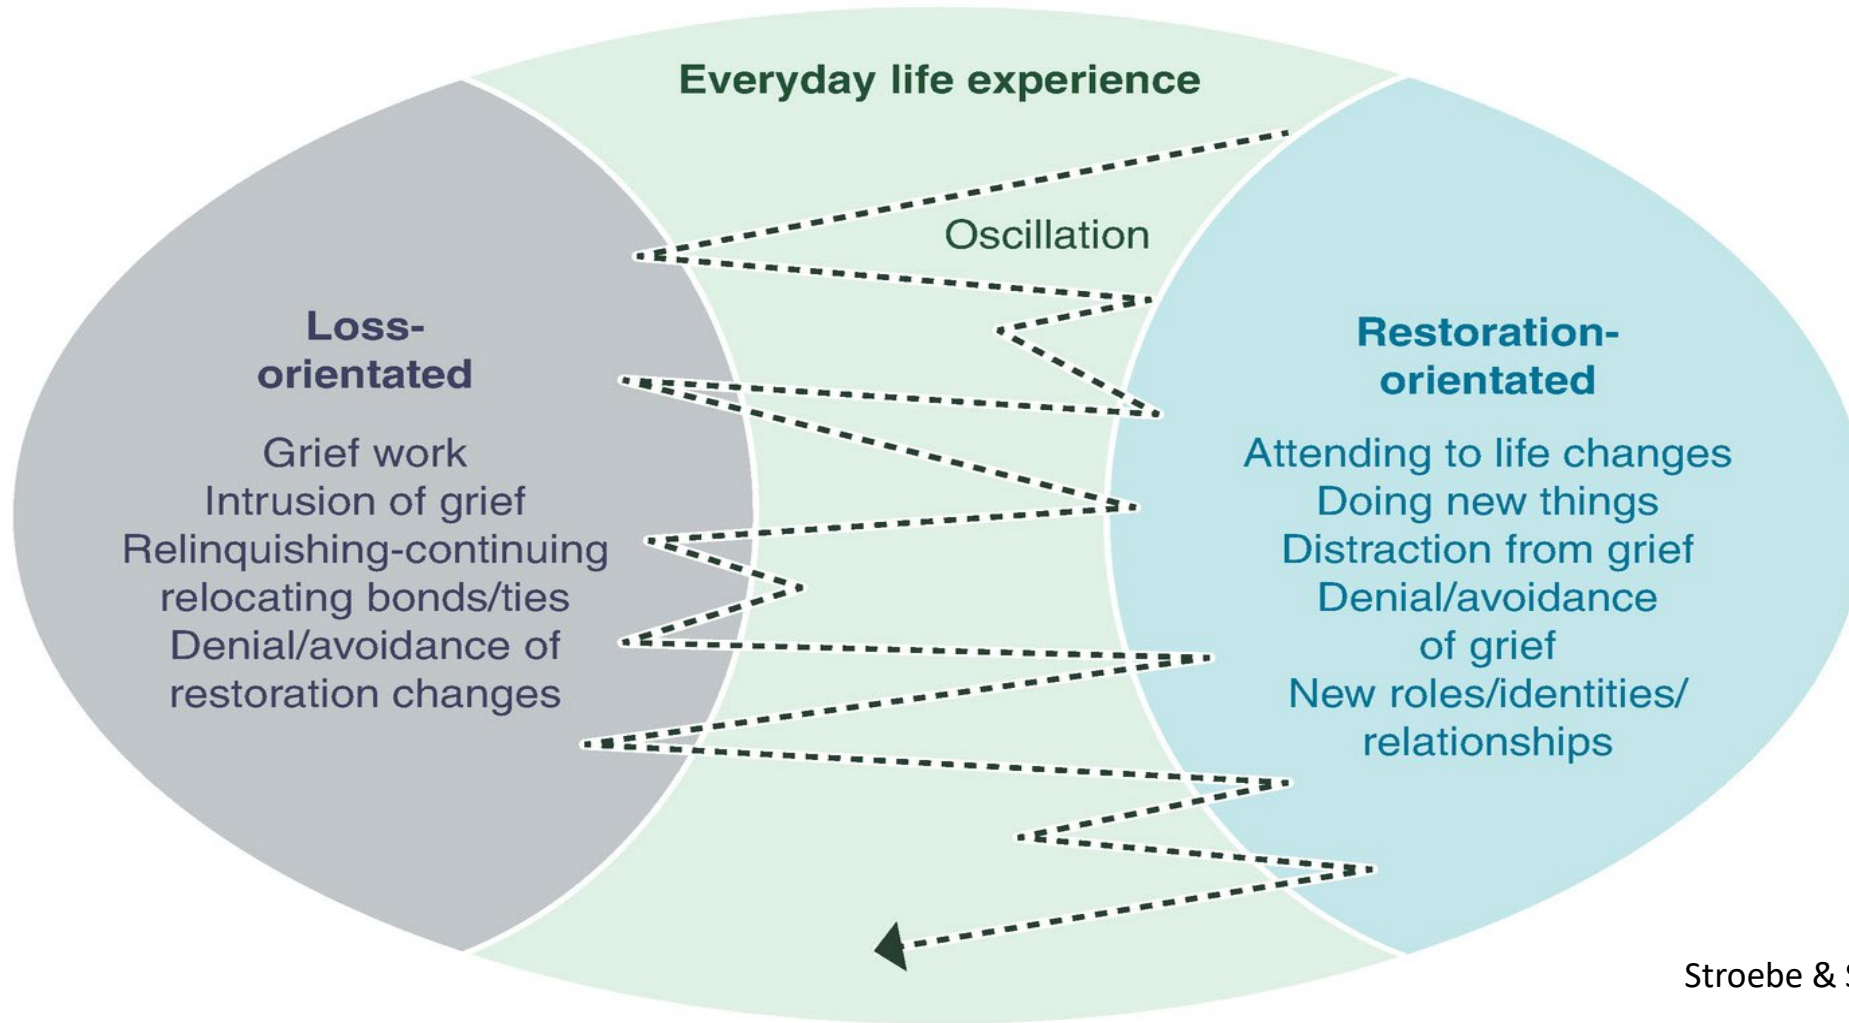 Everyday life experience
Oscillation
Loss-
orientated
Grief work
Intrusion of grief
Relinquishing-continuing
relocating bonds/ties
Denial/avoidance of
restoration changes
Restoration-
orientated
Attending to life changes
Doing new things
Distraction from grief
Denial/avoidance
of grief
New roles/identities/
relationships
Stroebe &